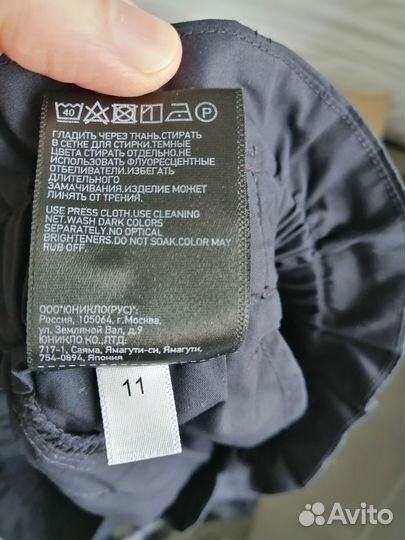 40 P
ГЛАДИТЬ ЧЕРЕЗ ТКАНЬ.СТИРАТЬ
В СЕТКЕ ДЛЯ СТИРКИ.ТЕМНЫЕ
ЦВЕТА СТИРАТЬ ОТДЕЛЬНО.НЕ
ИСПОЛЬЗОВАТЬ ФЛУОРЕСЦЕНТНЫЕ
ОТБЕЛИВАТЕЛИ.ИЗБЕГАТЬ
ДЛИТЕЛЬНОГО
ЗАМАЧИВАНИЯ.ИЗДЕЛИЕ МОЖЕТ
ЛИНЯТЬ ОТ ТРЕНИЯ.
USE PRESS CLOTH.USE CLEANING
NET.WASH DARK COLORS
SEPARATELY.NO OPTICAL
BRIGHTENERS.DO NOT SOAK.COLOR MAY
RUB OFF.
ООО"ЮНИКЛО(РУС)"
Россия, 105064, г.Москва,
ул. Земляной Вал, д.9
ЮНИКЛО КО.,ЛТД.
717-1, Саяма, Ямагути-си, Ямагути,
754-0894, Япония
11
Avito